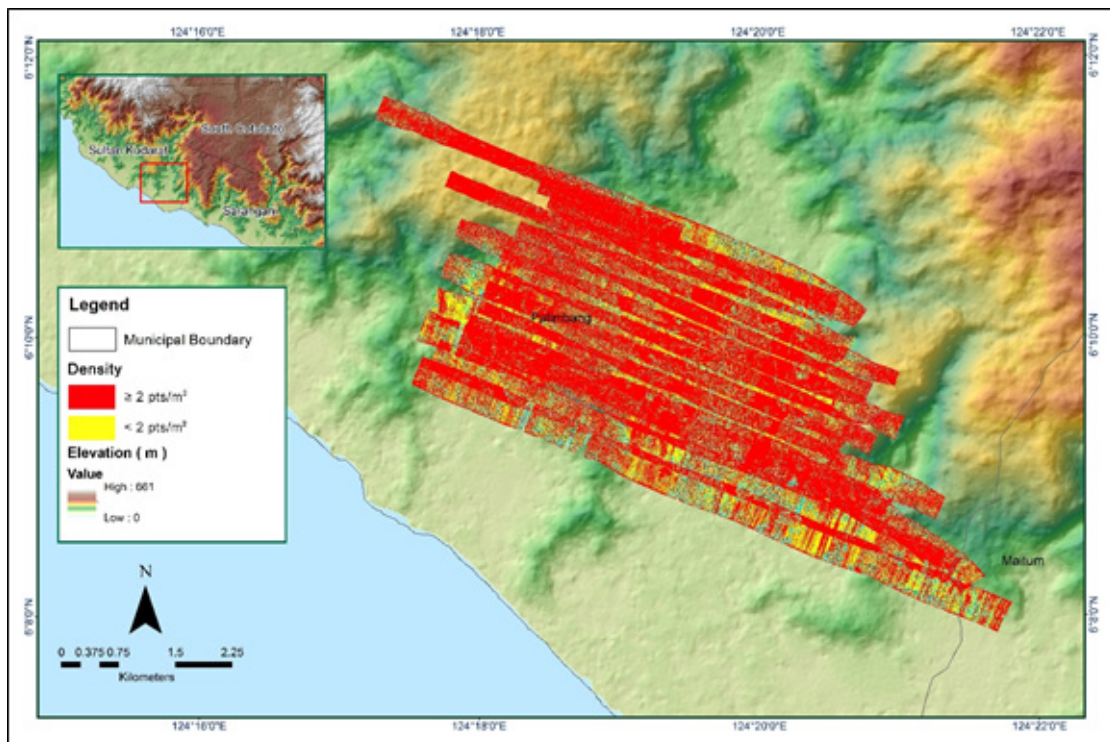 124°16'0"E 124°18'0"E 124°20'0"E 124°22'0"E
6°12'0"N 6°12'0"N
South Cotabato
Sultan Kudarat
Sarangani
Legend
Municipal Boundary
Density
≥ 2 pts/m²
< 2 pts/m²
Elevation ( m )
Value
High : 661
Low : 0
Palimbang
6°10'0"N 6°10'0"N
Maitum
N
0 0.375 0.75 1.5 2.25
Kilometers
6°8'0"N 6°8'0"N
124°16'0"E 124°18'0"E 124°20'0"E 124°22'0"E